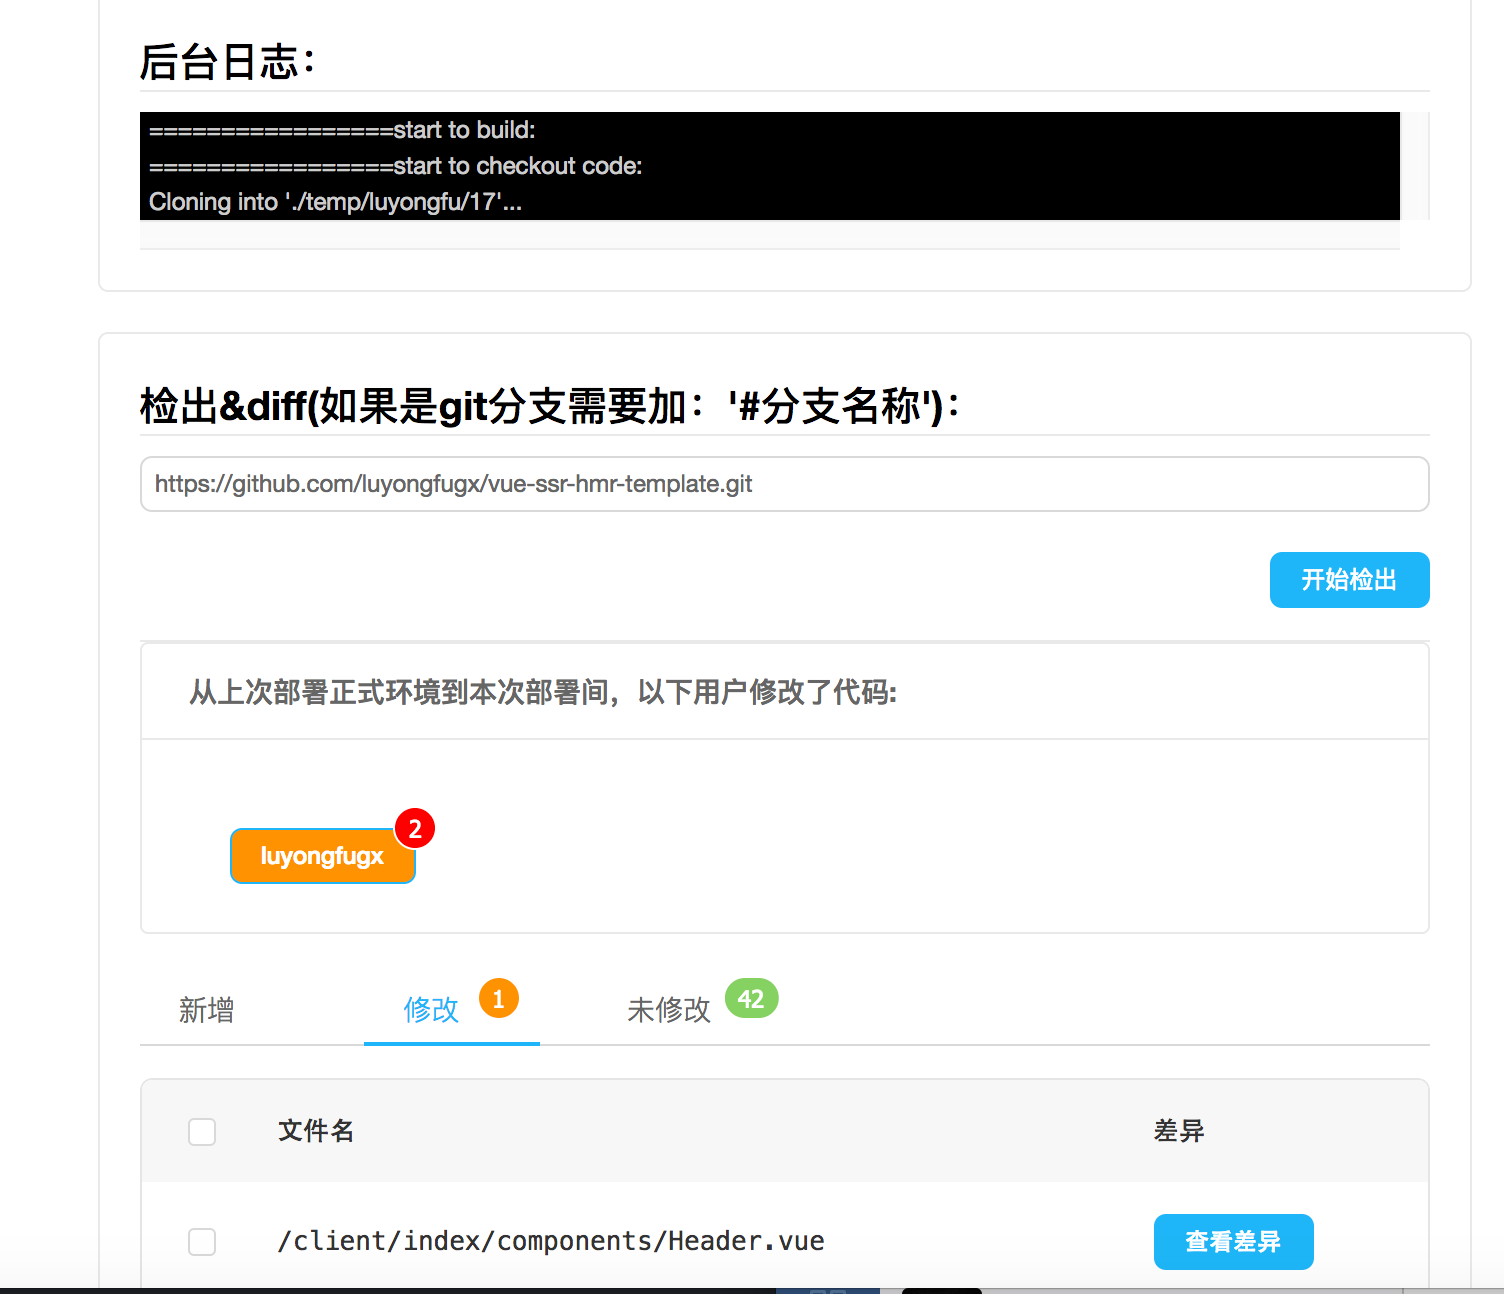 后台日志：
=================start to build:
=================start to checkout code:
Cloning into './temp/luyongfu/17'...
检出&diff(如果是git分支需要加：'#分支名称')：
https://github.com/luyongfugx/vue-ssr-hmr-template.git
开始检出
从上次部署正式环境到本次部署间，以下用户修改了代码:
luyongfugx 2
新增 修改 1 未修改 42
文件名 差异
/client/index/components/Header.vue 查看差异